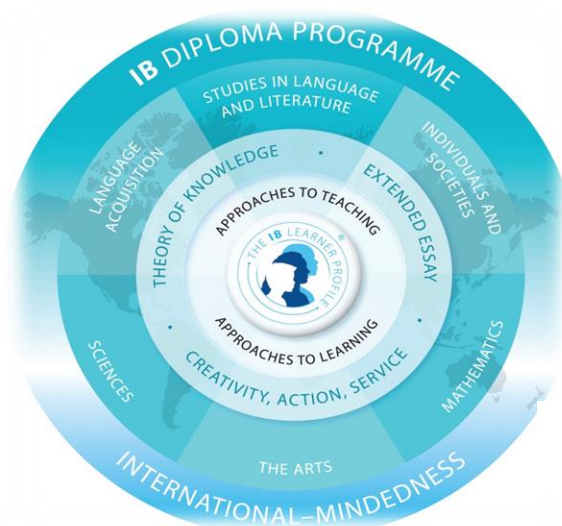 IB DIPLOMA PROGRAMME
STUDIES IN LANGUAGE
AND LITERATURE
LANGUAGE
ACQUISITION
INDIVIDUALS AND
SOCIETIES
THEORY OF KNOWLEDGE
·
EXTENDED ESSAY
APPROACHES TO TEACHING
THE IB LEARNER PROFILE
®
APPROACHES TO LEARNING
·
CREATIVITY, ACTION, SERVICE
·
SCIENCES
MATHEMATICS
THE ARTS
INTERNATIONAL–MINDEDNESS